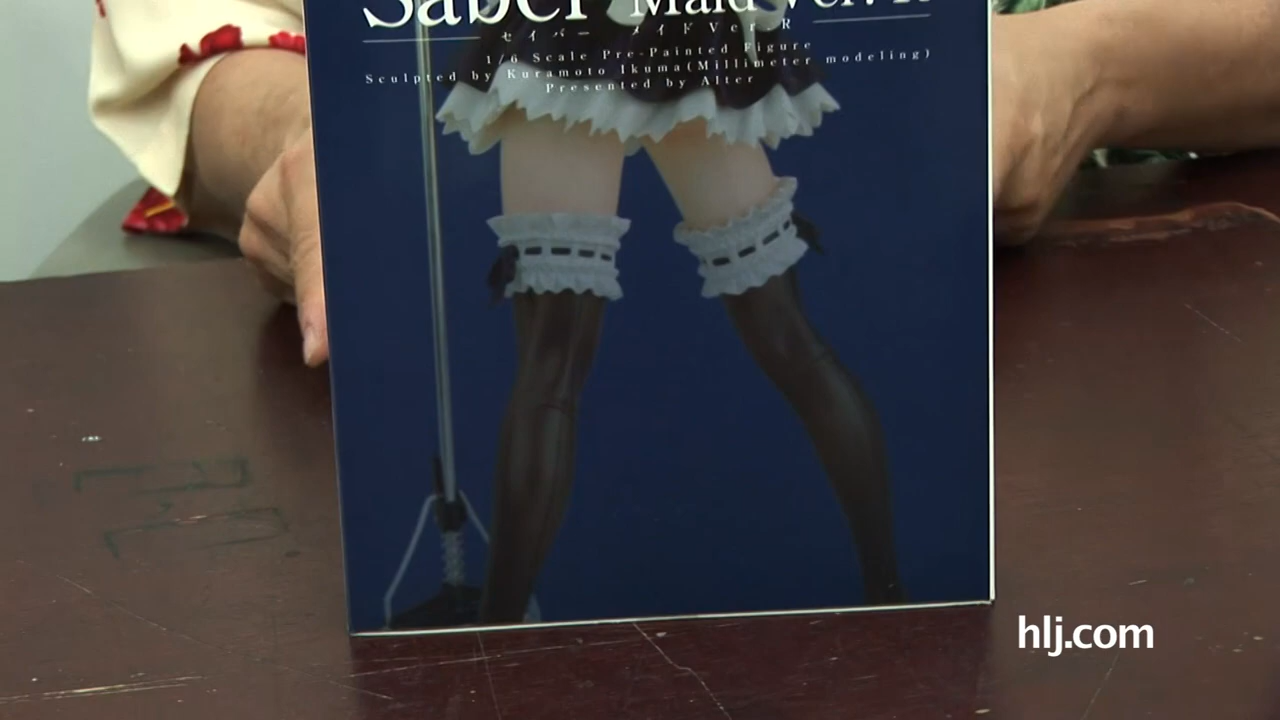 Saber Maid Ver. R
セイバー メイドVer.R
1/6 Scale Pre-Painted Figure
Sculpted by Kuramoto Ikuma(Millimeter modeling)
Presented by Alter
hlj.com